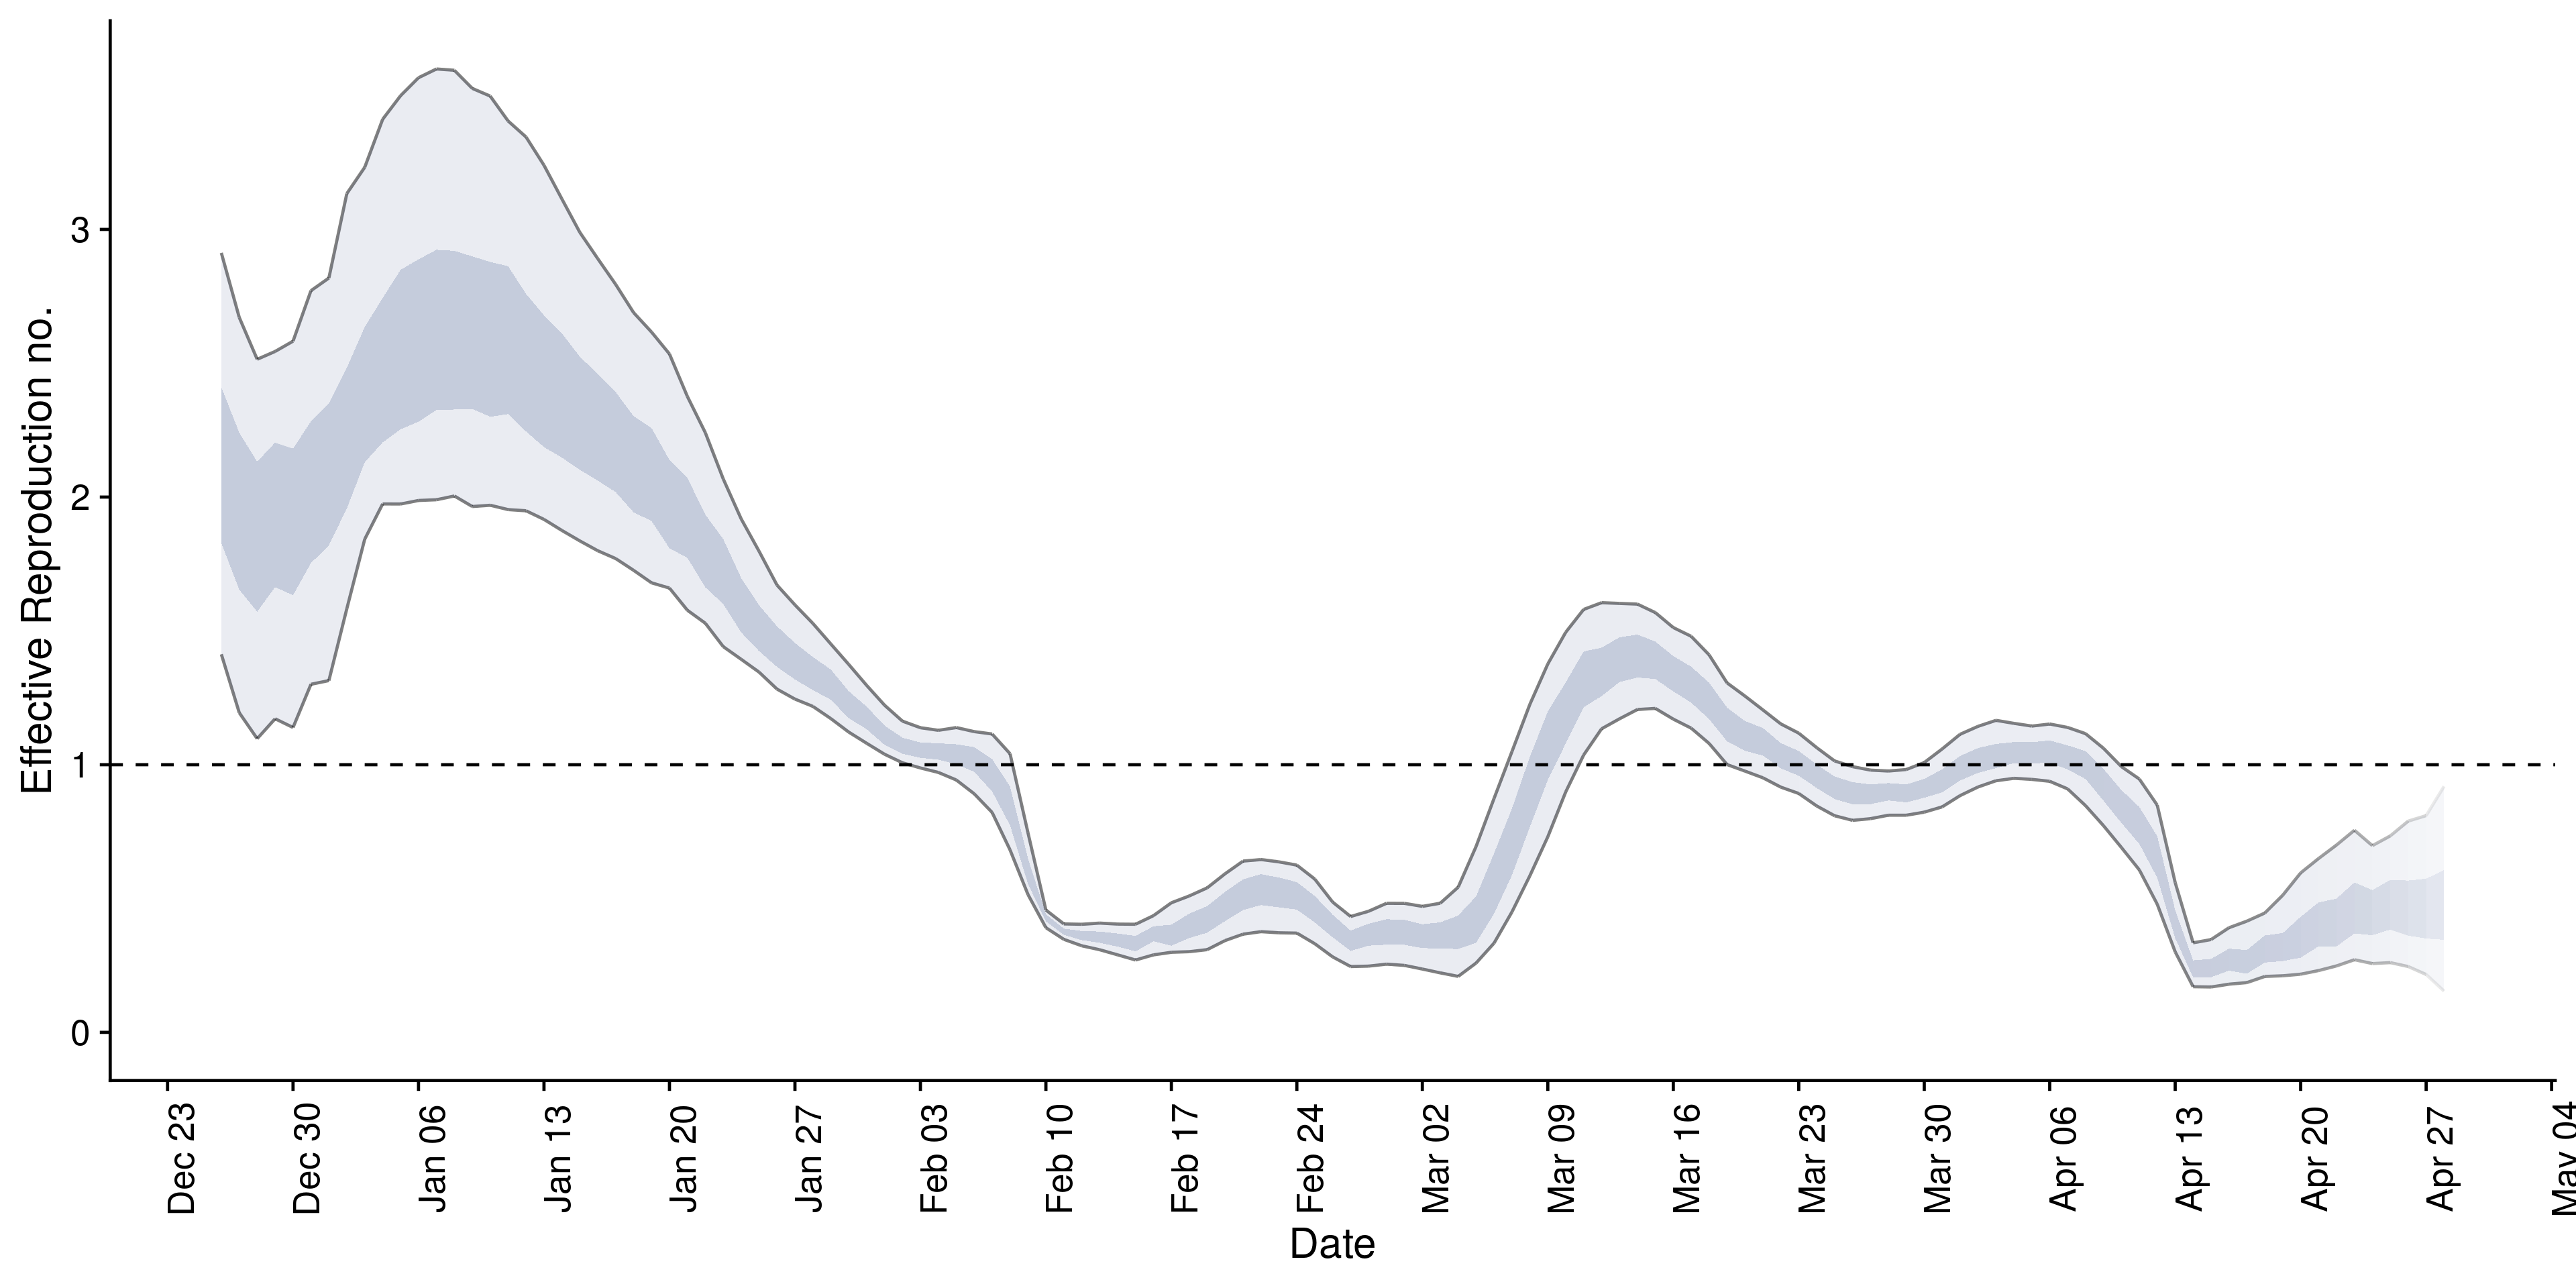 Effective Reproduction no.
3
2
1
0
Dec 23
Dec 30
Jan 06
Jan 13
Jan 20
Jan 27
Feb 03
Feb 10
Feb 17
Feb 24
Mar 02
Mar 09
Mar 16
Mar 23
Mar 30
Apr 06
Apr 13
Apr 20
Apr 27
May 04
Date